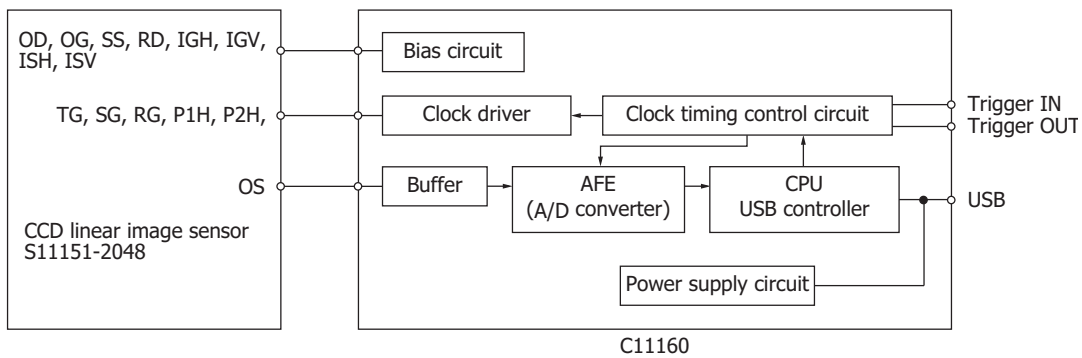 OD, OG, SS, RD, IGH, IGV,
ISH, ISV
Bias circuit
TG, SG, RG, P1H, P2H,
Clock driver
Clock timing control circuit
Trigger IN
Trigger OUT
OS
Buffer
AFE
(A/D converter)
CPU
USB controller
USB
CCD linear image sensor
S11151-2048
Power supply circuit
C11160